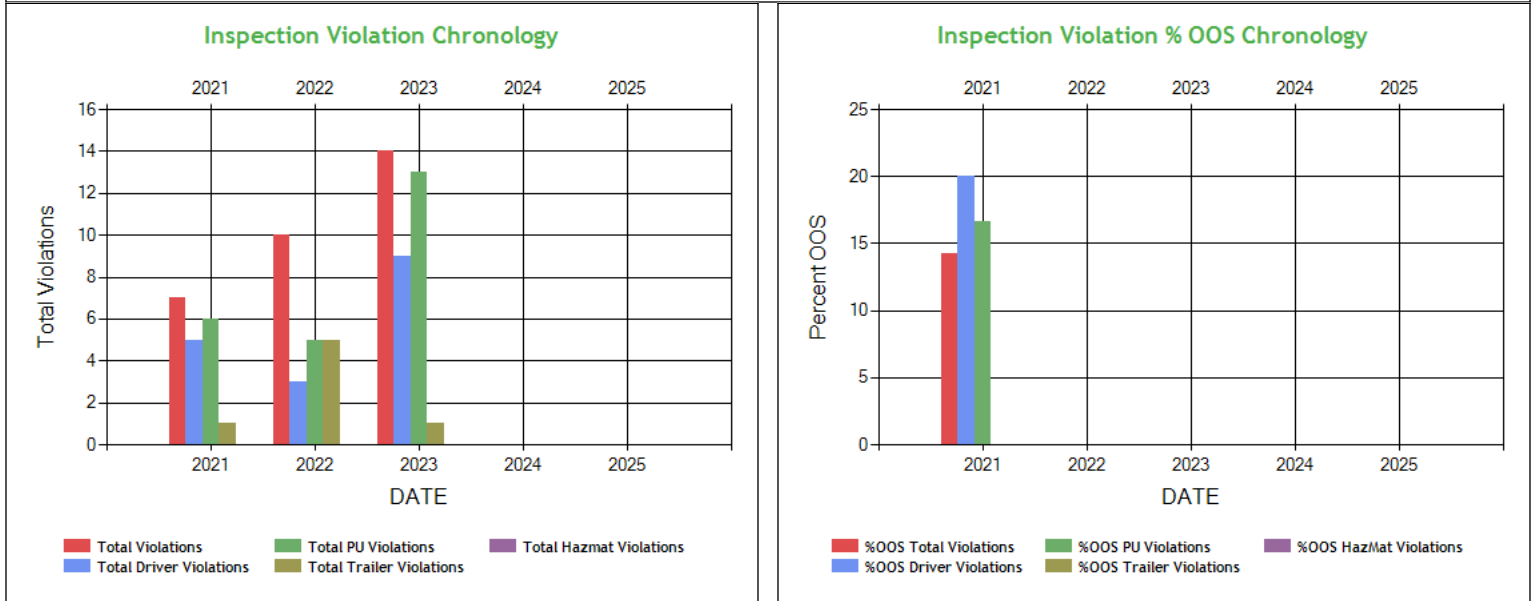 Inspection Violation Chronology
2021 2022 2023 2024 2025
16
14
12
10
8
6
4
2
0
Total Violations
2021 2022 2023 2024 2025
DATE
Total Violations Total PU Violations Total Hazmat Violations
Total Driver Violations Total Trailer Violations
Inspection Violation % OOS Chronology
2021 2022 2023 2024 2025
25
20
15
10
5
0
Percent OOS
2021 2022 2023 2024 2025
DATE
%OOS Total Violations %OOS PU Violations %OOS HazMat Violations
%OOS Driver Violations %OOS Trailer Violations